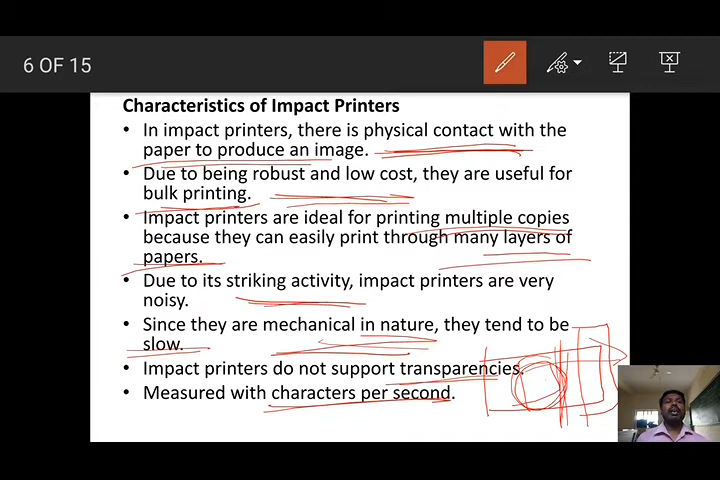 6 OF 15
Characteristics of Impact Printers
• In impact printers, there is physical contact with the
paper to produce an image.
• Due to being robust and low cost, they are useful for
bulk printing.
• Impact printers are ideal for printing multiple copies
because they can easily print through many layers of
papers.
• Due to its striking activity, impact printers are very
noisy.
• Since they are mechanical in nature, they tend to be
slow.
• Impact printers do not support transparencies.
• Measured with characters per second.